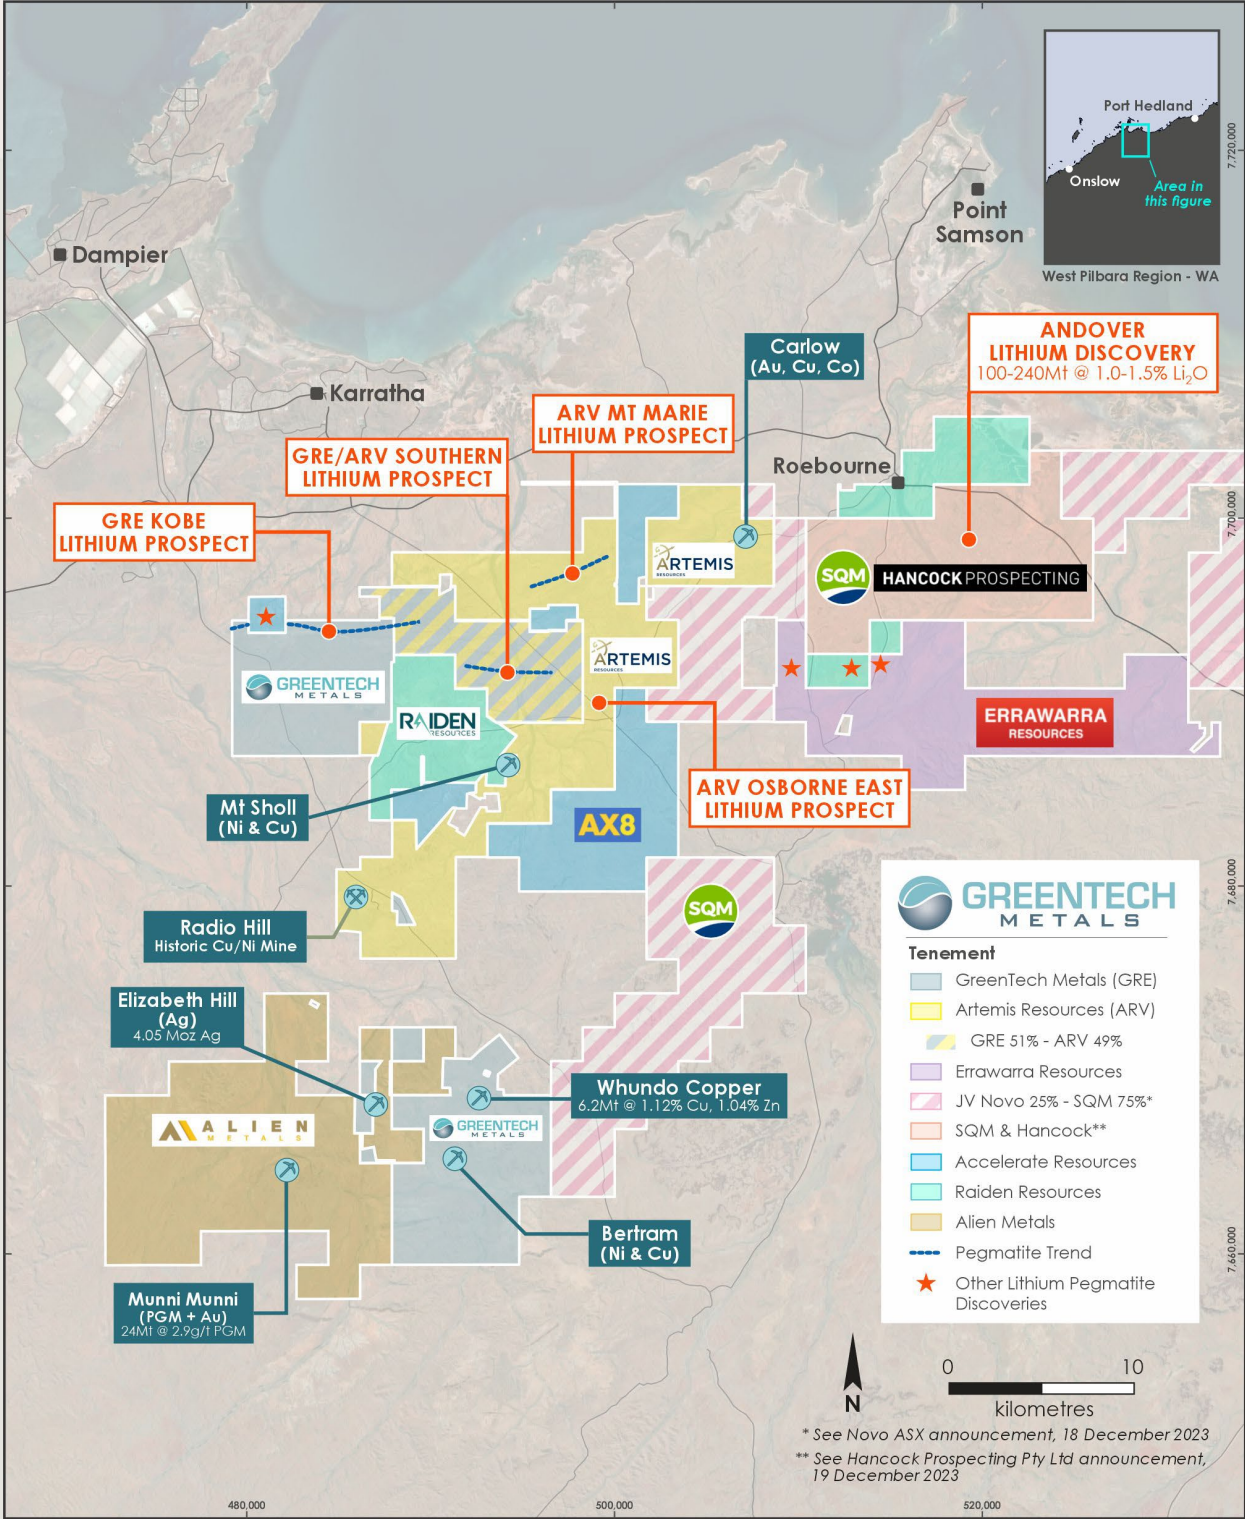 Port Hedland
Onslow
Area in
this figure
West Pilbara Region - WA
7,720,000
Point
Samson
Dampier
Karratha
Carlow
(Au, Cu, Co)
ANDOVER
LITHIUM DISCOVERY
100-240Mt @ 1.0-1.5% Li₂O
ARV MT MARIE
LITHIUM PROSPECT
GRE/ARV SOUTHERN
LITHIUM PROSPECT
Roebourne
GRE KOBE
LITHIUM PROSPECT
7,700,000
ARTEMIS
RESOURCES
SQM
HANCOCK PROSPECTING
ARTEMIS
RESOURCES
GREENTECH
METALS
RAIDEN
RESOURCES
ERRAWARRA
RESOURCES
ARV OSBORNE EAST
LITHIUM PROSPECT
Mt Sholl
(Ni & Cu)
AX8
7,680,000
SQM
Radio Hill
Historic Cu/Ni Mine
Elizabeth Hill
(Ag)
4.05 Moz Ag
Whundo Copper
6.2Mt @ 1.12% Cu, 1.04% Zn
ALIEN
METALS
GREENTECH
METALS
Bertram
(Ni & Cu)
Munni Munni
(PGM + Au)
24Mt @ 2.9g/t PGM
GREENTECH
METALS
Tenement
GreenTech Metals (GRE)
Artemis Resources (ARV)
GRE 51% - ARV 49%
Errawarra Resources
JV Novo 25% - SQM 75%*
SQM & Hancock**
Accelerate Resources
Raiden Resources
Alien Metals
Pegmatite Trend
Other Lithium Pegmatite
Discoveries
7,660,000
N
0 10
kilometres
* See Novo ASX announcement, 18 December 2023
** See Hancock Prospecting Pty Ltd announcement,
19 December 2023
480,000 500,000 520,000